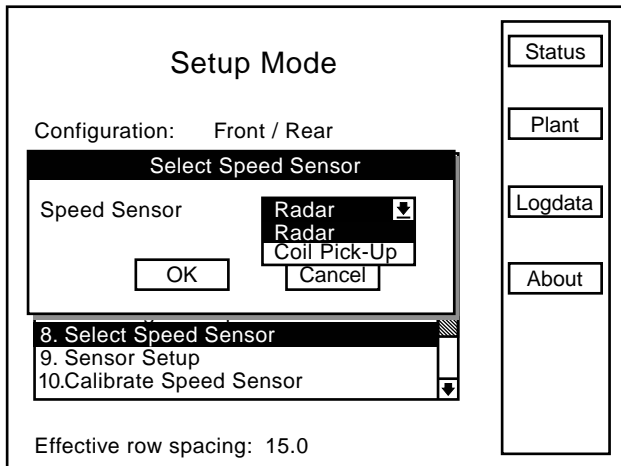 Setup Mode
Configuration: Front / Rear
Select Speed Sensor
Speed Sensor Radar
Radar
Coil Pick-Up
OK Cancel
8. Select Speed Sensor
9. Sensor Setup
10.Calibrate Speed Sensor
Effective row spacing: 15.0
Status
Plant
Logdata
About